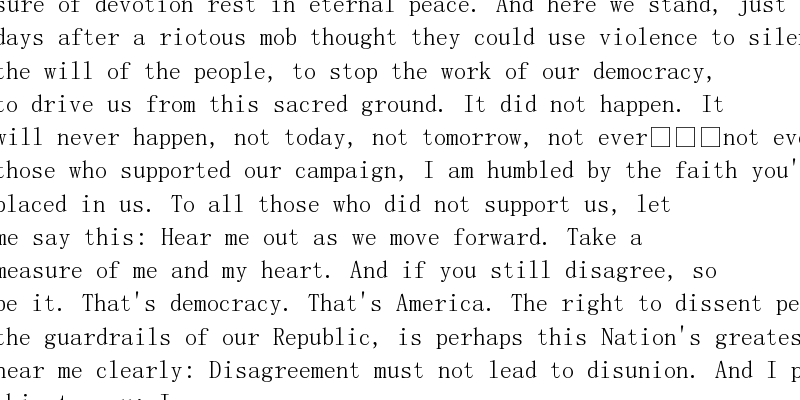 sure of devotion rest in eternal peace. And here we stand, just
days after a riotous mob thought they could use violence to silen
the will of the people, to stop the work of our democracy,
to drive us from this sacred ground. It did not happen. It
will never happen, not today, not tomorrow, not ever□□□not eve
those who supported our campaign, I am humbled by the faith you'
placed in us. To all those who did not support us, let
me say this: Hear me out as we move forward. Take a
measure of me and my heart. And if you still disagree, so
be it. That's democracy. That's America. The right to dissent pe
the guardrails of our Republic, is perhaps this Nation's greates
hear me clearly: Disagreement must not lead to disunion. And I p